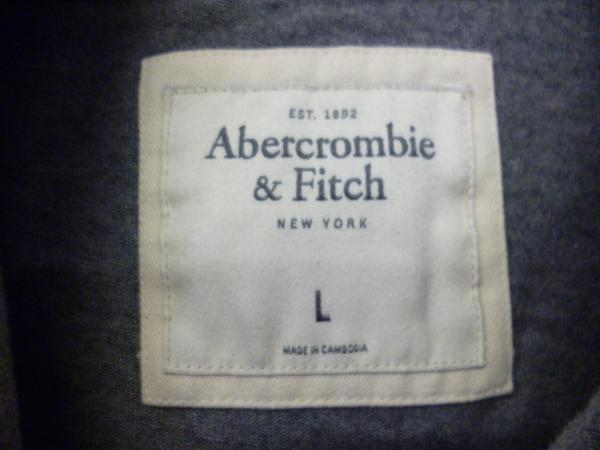 EST. 1892
Abercrombie
& Fitch
NEW YORK
L
MADE IN CAMBODIA